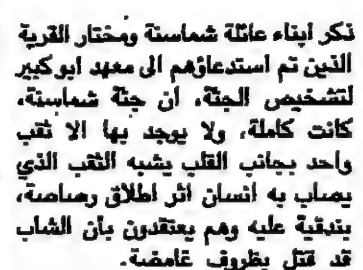 ذكر ابناء عائلة شماسنة ومختار القرية
الذين تم استدعاؤهم الى معهد ابو كبير
لتشخيص الجثة، ان جثة شماسنة،
كانت كاملة، ولا يوجد بها الا ثقب
واحد بجانب القلب يشبه الثقب الذي
يصاب به انسان اثر اطلاق رصاصة،
بندقية عليه وهم يعتقدون بأن الشاب
قد قتل بظروف غامضة.